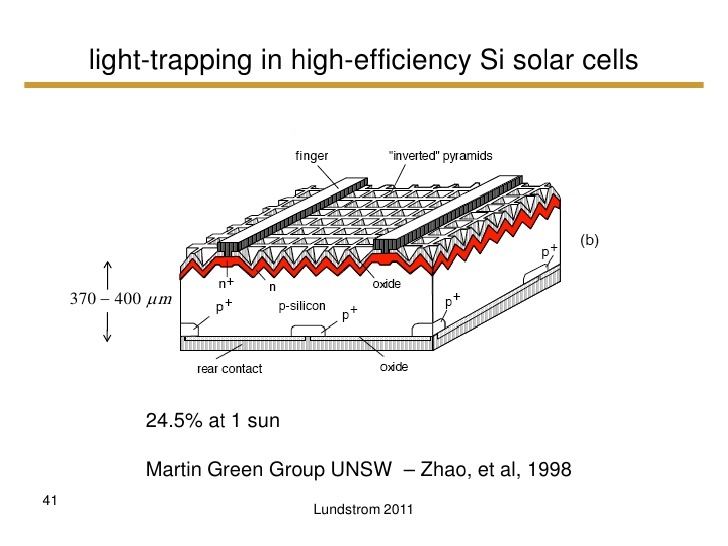 light-trapping in high-efficiency Si solar cells
finger
"inverted" pyramids
(b)
p+
n+
n
oxide
370 – 400 μm
p+
p-silicon
p+
p+
rear contact
oxide
24.5% at 1 sun
Martin Green Group UNSW – Zhao, et al, 1998
41
Lundstrom 2011